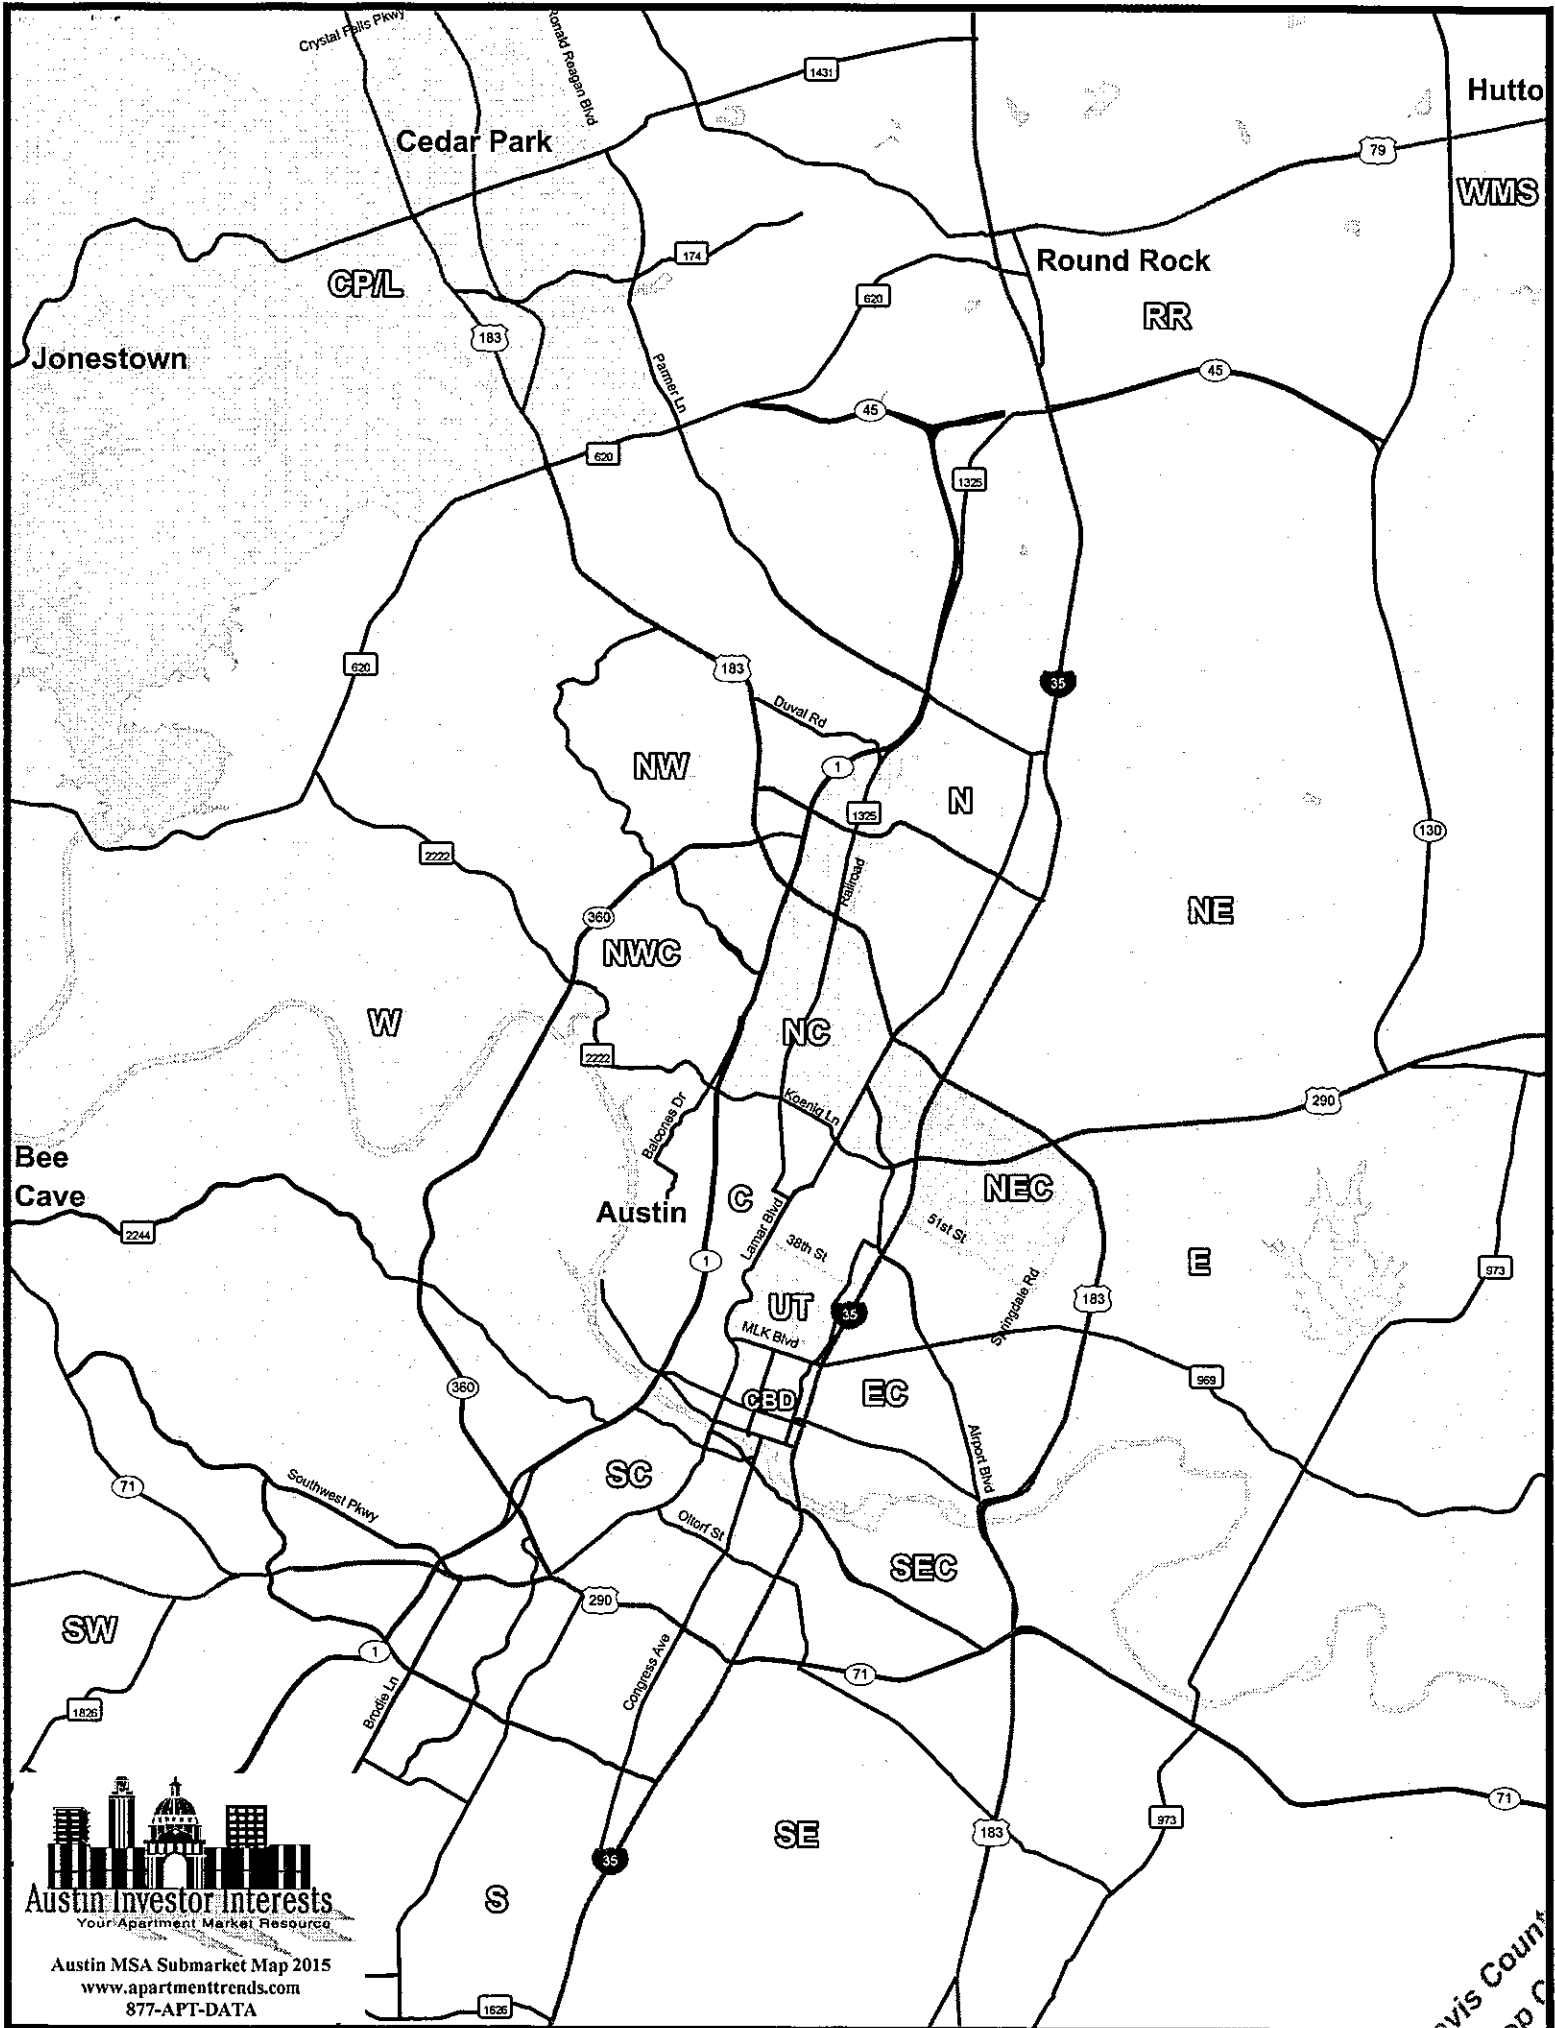 Crystal Falls Pkwy
Ronald Reagan Blvd
1431
Hutto
Cedar Park
79
WMS
174
Round Rock
CP/L
620
RR
183
Jonestown
Parmer Ln
45
45
620
1325
620
183
35
Duval Rd
NW
1
N
1325
130
2222
Railroad
360
NE
NWC
W
NC
2222
Koenig Ln
290
Balcones Dr
Bee
Cave
NEC
C
Austin
2244
Lamar Blvd
38th St
51st St
1
E
973
UT
35
Springdale Rd
183
MLK Blvd
360
CBD
EC
969
Airport Blvd
SC
71
Southwest Pkwy
Oltorf St
SEC
290
SW
1
Congress Ave
71
Brodie Ln
1826
71
973
183
SE
35
S
Austin Investor Interests
Your Apartment Market Resource
Austin MSA Submarket Map 2015
www.apartmenttrends.com
877-APT-DATA
1626
avis Count
op C